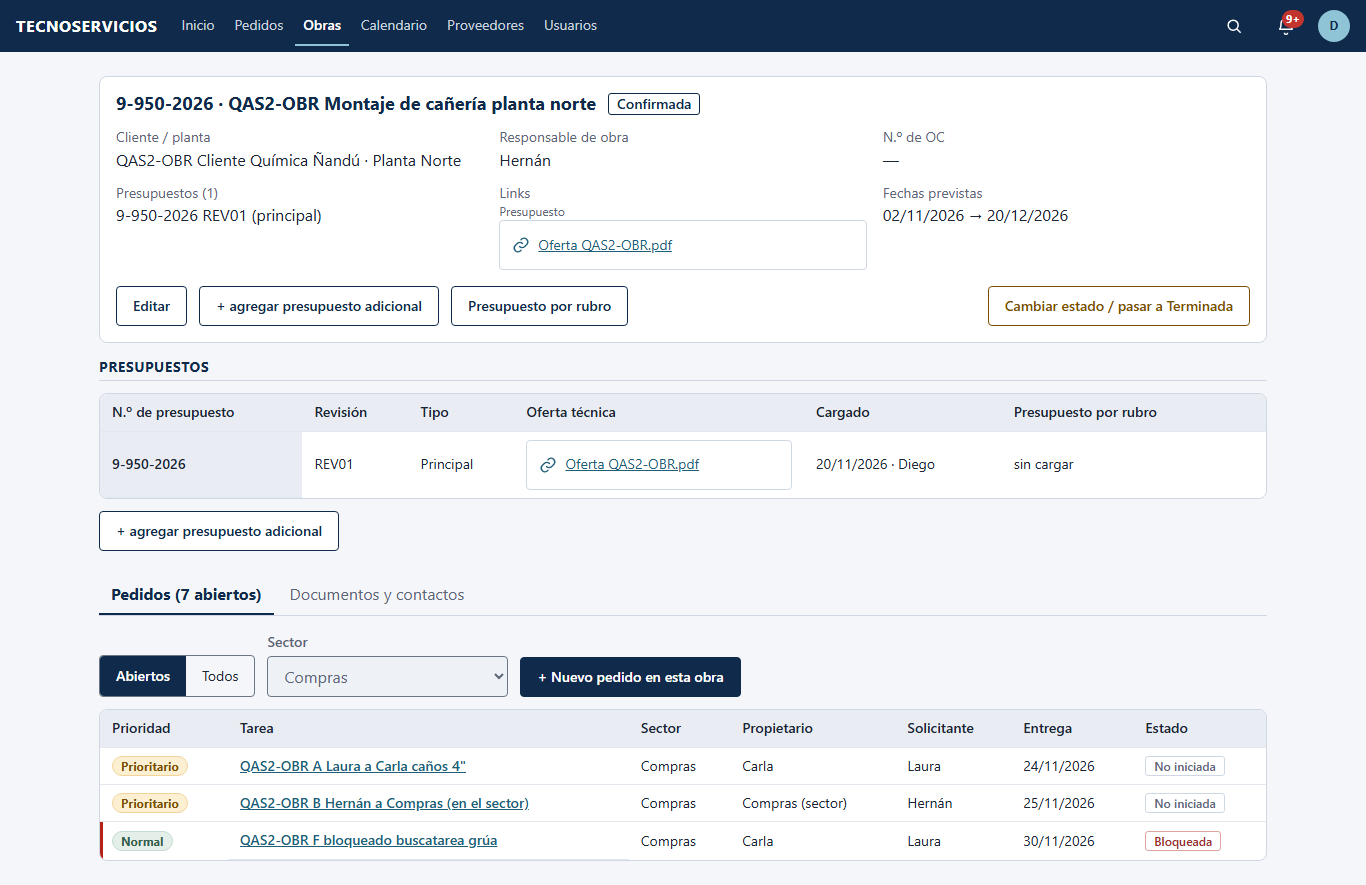 TECNOSERVICIOS Inicio Pedidos Obras Calendario Proveedores Usuarios 9+ D
9-950-2026 · QAS2-OBR Montaje de cañería planta norte Confirmada
Cliente / planta Responsable de obra N.º de OC
QAS2-OBR Cliente Química Ñandú · Planta Norte Hernán —
Presupuestos (1) Links Fechas previstas
9-950-2026 REV01 (principal) Presupuesto 02/11/2026 → 20/12/2026
Oferta QAS2-OBR.pdf
Editar + agregar presupuesto adicional Presupuesto por rubro Cambiar estado / pasar a Terminada
PRESUPUESTOS
N.º de presupuesto Revisión Tipo Oferta técnica Cargado Presupuesto por rubro
9-950-2026 REV01 Principal Oferta QAS2-OBR.pdf 20/11/2026 · Diego sin cargar
+ agregar presupuesto adicional
Pedidos (7 abiertos) Documentos y contactos
Sector
Abiertos Todos Compras + Nuevo pedido en esta obra
Prioridad Tarea Sector Propietario Solicitante Entrega Estado
Prioritario QAS2-OBR A Laura a Carla caños 4" Compras Carla Laura 24/11/2026 No iniciada
Prioritario QAS2-OBR B Hernán a Compras (en el sector) Compras Compras (sector) Hernán 25/11/2026 No iniciada
Normal QAS2-OBR F bloqueado buscatarea grúa Compras Carla Laura 30/11/2026 Bloqueada